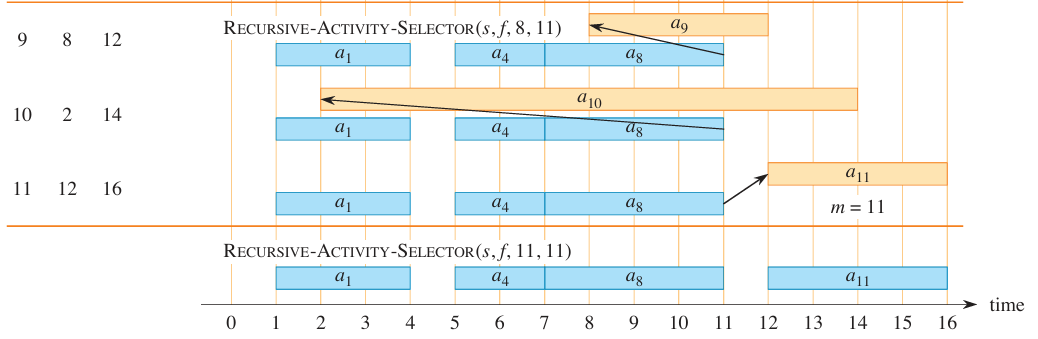 RECURSIVE-ACTIVITY-SELECTOR(s, f, 8, 11)
a9
9 8 12
a1 a4 a8
a10
10 2 14
a1 a4 a8
a11
11 12 16
a1 a4 a8 m = 11
RECURSIVE-ACTIVITY-SELECTOR(s, f, 11, 11)
a1 a4 a8 a11
time
0 1 2 3 4 5 6 7 8 9 10 11 12 13 14 15 16